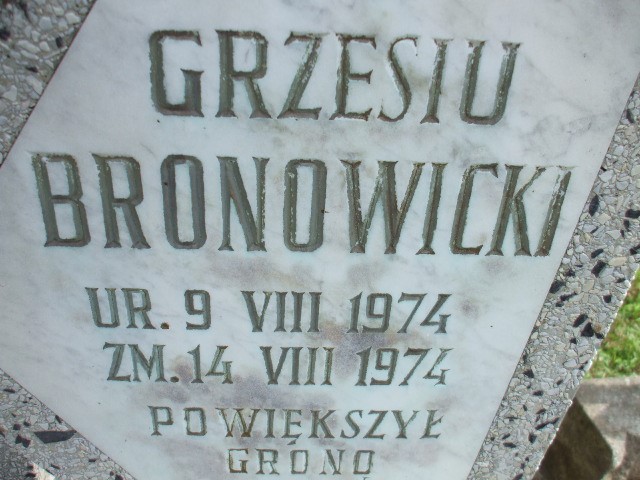 GRZESIU
BRONOWICKI
UR. 9 VIII 1974
ZM. 14 VIII 1974
POWIĘKSZYŁ
GRONO